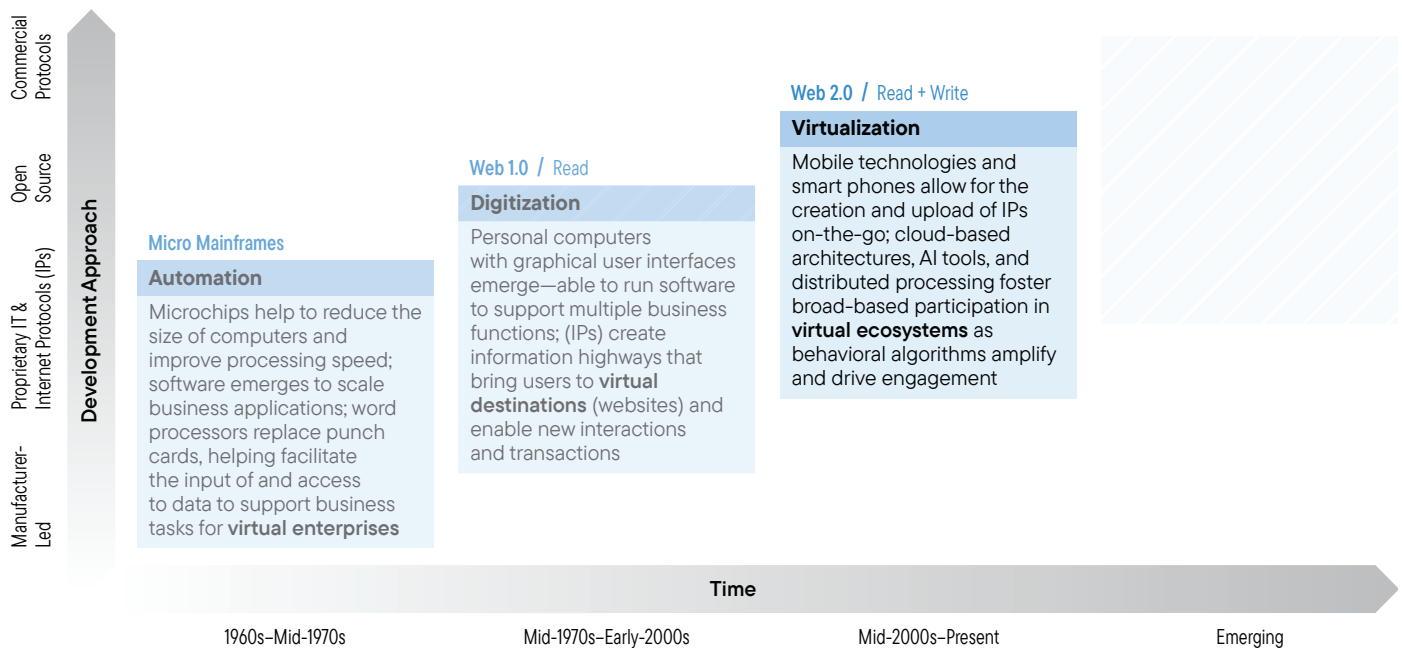 Commercial
Protocols
Open
Source
Proprietary IT &
Internet Protocols (IPs)
Manufacturer-
Led
Development Approach
Micro Mainframes
Automation
Microchips help to reduce the
size of computers and
improve processing speed;
software emerges to scale
business applications; word
processors replace punch
cards, helping facilitate
the input of and access
to data to support business
tasks for virtual enterprises
Web 1.0 / Read
Digitization
Personal computers
with graphical user interfaces
emerge—able to run software
to support multiple business
functions; (IPs) create
information highways that
bring users to virtual
destinations (websites) and
enable new interactions
and transactions
Web 2.0 / Read + Write
Virtualization
Mobile technologies and
smart phones allow for the
creation and upload of IPs
on-the-go; cloud-based
architectures, AI tools, and
distributed processing foster
broad-based participation in
virtual ecosystems as
behavioral algorithms amplify
and drive engagement
Time
1960s–Mid-1970s
Mid-1970s–Early-2000s
Mid-2000s–Present
Emerging